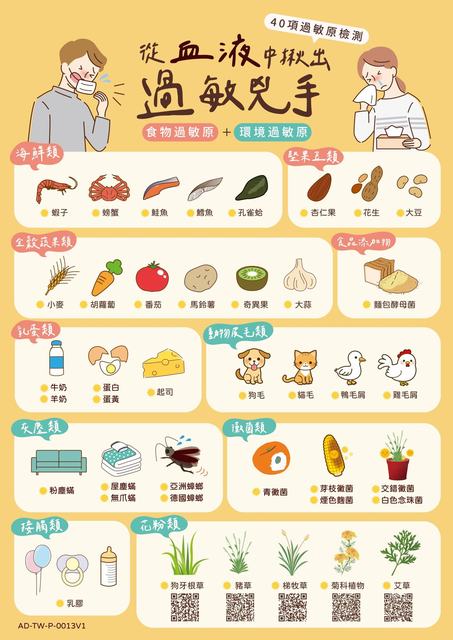 40項過敏原檢測
從血液中揪出
過敏兇手
食物過敏原 + 環境過敏原
海鮮類
蝦子
螃蟹
鮭魚
鱈魚
孔雀蛤
堅果豆類
杏仁果
花生
大豆
全穀蔬果類
小麥
胡蘿蔔
番茄
馬鈴薯
奇異果
大蒜
食品添加物
麵包酵母菌
乳蛋類
牛奶
羊奶
蛋白
蛋黃
起司
動物皮毛類
狗毛
貓毛
鴨毛屑
雞毛屑
灰塵類
粉塵蟎
屋塵蟎
無爪蟎
亞洲蟑螂
德國蟑螂
黴菌類
青黴菌
芽枝黴菌
煙色麴菌
交錯黴菌
白色念珠菌
接觸類
乳膠
花粉類
狗牙根草
豬草
梯牧草
菊科植物
艾草
AD-TW-P-0013V1